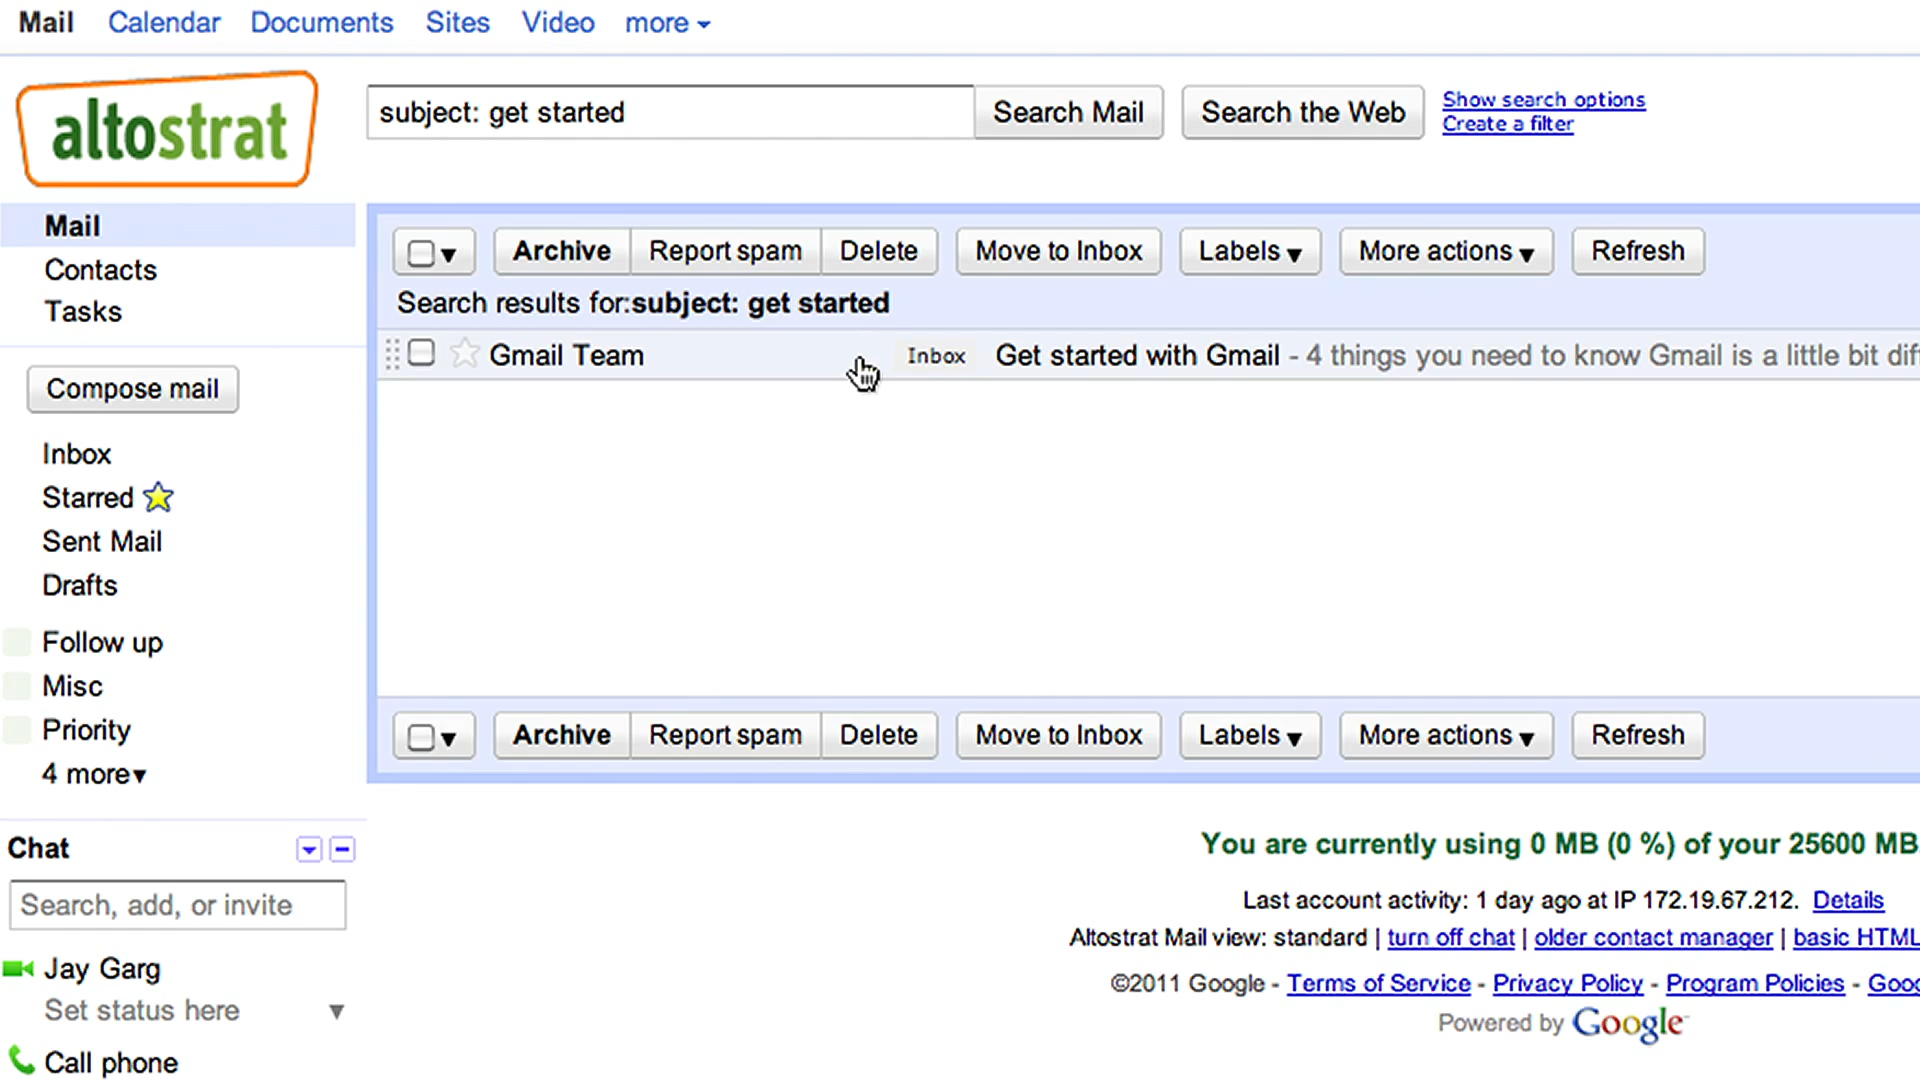 Mail Calendar Documents Sites Video more
altostrat
subject: get started Search Mail Search the Web Show search options
Create a filter
Mail
Contacts
Tasks
Archive Report spam Delete Move to Inbox Labels More actions Refresh
Search results for:subject: get started
Gmail Team Inbox Get started with Gmail - 4 things you need to know Gmail is a little bit
Compose mail
Inbox
Starred
Sent Mail
Drafts
Follow up
Misc
Priority
4 more
Archive Report spam Delete Move to Inbox Labels More actions Refresh
Chat
Search, add, or invite
Jay Garg
Set status here
Call phone
You are currently using 0 MB (0 %) of your 25600 MB
Last account activity: 1 day ago at IP 172.19.67.212. Details
Altostrat Mail view: standard | turn off chat | older contact manager | basic HTML
©2011 Google - Terms of Service - Privacy Policy - Program Policies -
Powered by Google